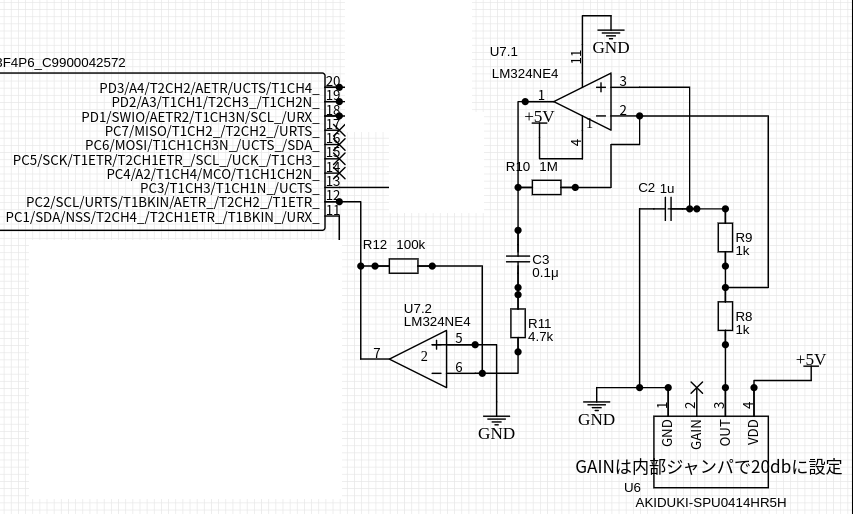 3F4P6_C9900042572
PD3/A4/T2CH2/AETR/UCTS/T1CH4_ 20
PD2/A3/T1CH1/T2CH3_/T1CH2N_ 19
PD1/SWIO/AETR2/T1CH3N/SCL_/URX_ 18
PC7/MISO/T1CH2_/T2CH2_/URTS_ 17
PC6/MOSI/T1CH1CH3N_/UCTS_/SDA_ 16
PC5/SCK/T1ETR/T2CH1ETR_/SCL_/UCK_/T1CH3_ 15
PC4/A2/T1CH4/MCO/T1CH1CH2N_ 14
PC3/T1CH3/T1CH1N_/UCTS_ 13
PC2/SCL/URTS/T1BKIN/AETR_/T2CH2_/T1ETR_ 12
PC1/SDA/NSS/T2CH4_/T2CH1ETR_/T1BKIN_/URX_ 11
U7.1
LM324NE4
11
GND
3
1
2
1
+5V
4
R10 1M
C2 1u
R9
1k
R8
1k
C3
0.1µ
R11
4.7k
R12 100k
U7.2
LM324NE4
5
7
2
6
GND
GND
+5V
1
2
3
4
GND
GAIN
OUT
VDD
GAINは内部ジャンパで20dbに設定
U6
AKIDUKI-SPU0414HR5H